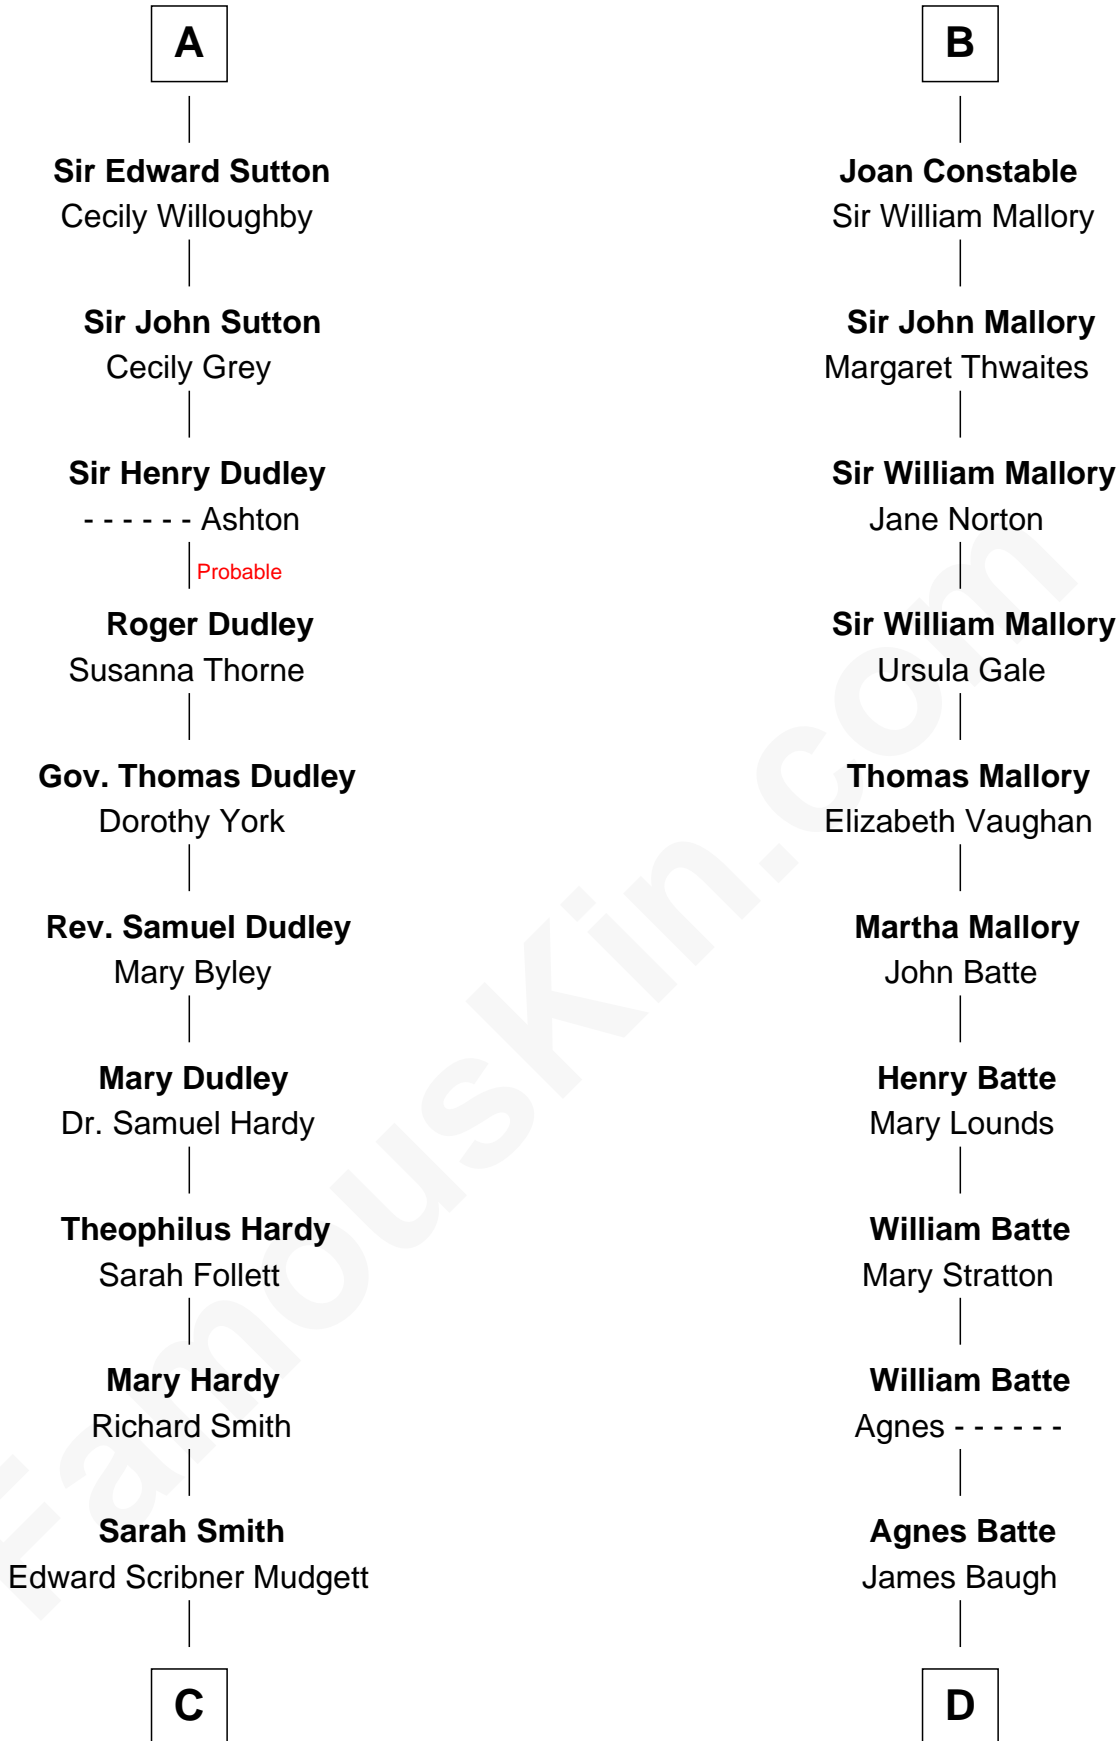 A
Sir Edward Sutton
Cecily Willoughby
Sir John Sutton
Cecily Grey
Sir Henry Dudley
- - - - - - Ashton
Probable
Roger Dudley
Susanna Thorne
Gov. Thomas Dudley
Dorothy York
Rev. Samuel Dudley
Mary Byley
Mary Dudley
Dr. Samuel Hardy
Theophilus Hardy
Sarah Follett
Mary Hardy
Richard Smith
Sarah Smith
Edward Scribner Mudgett
C
B
Joan Constable
Sir William Mallory
Sir John Mallory
Margaret Thwaites
Sir William Mallory
Jane Norton
Sir William Mallory
Ursula Gale
Thomas Mallory
Elizabeth Vaughan
Martha Mallory
John Batte
Henry Batte
Mary Lounds
William Batte
Mary Stratton
William Batte
Agnes - - - - - -
Agnes Batte
James Baugh
D
FamousKin.com